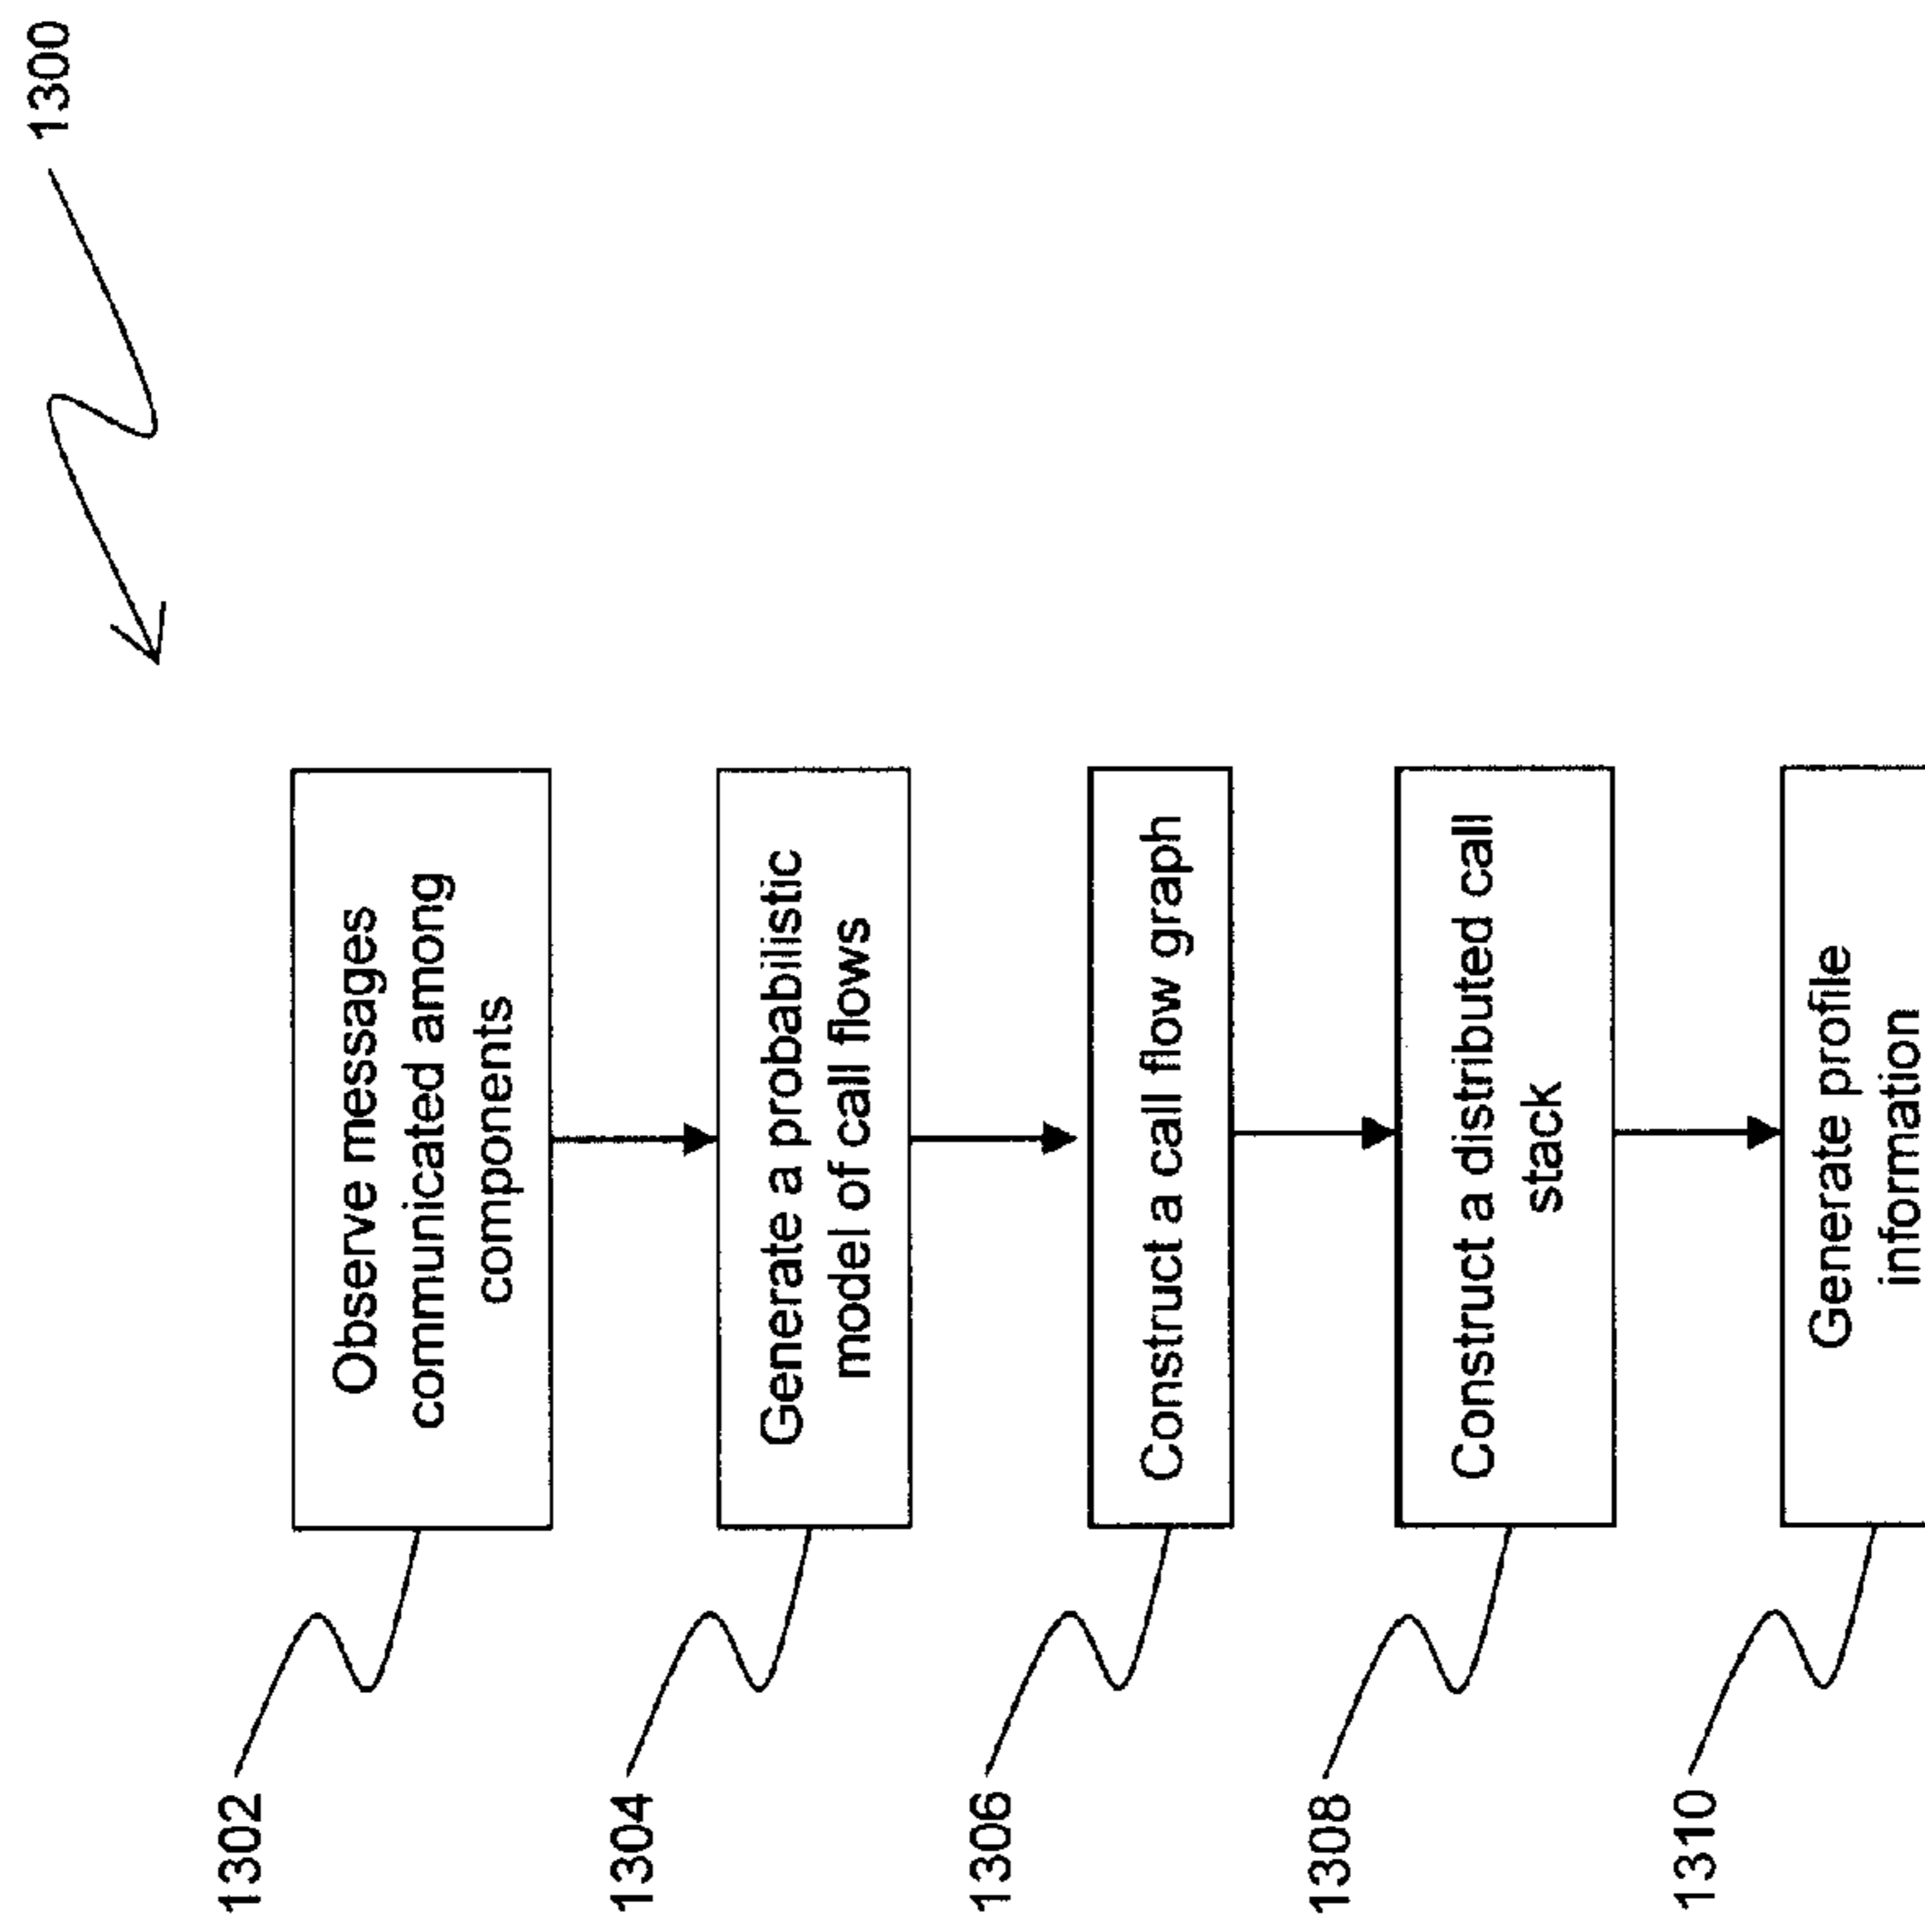 1300
1302
Observe messages
communicated among
components
1304
Generate a probabilistic
model of call flows
1306
Construct a call flow graph
1308
Construct a distributed call
stack
1310
Generate profile
information